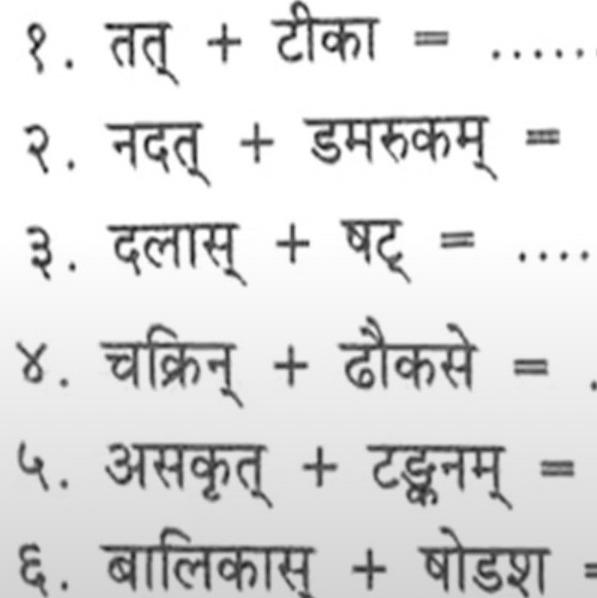 १. तत् + टीका = .....
२. नदत् + डमरुकम् =
३. दलास् + षट् = ....
४. चक्रिन् + ढौकसे = .
५. असकृत् + टङ्कनम् =
६. बालिकास् + षोडश =